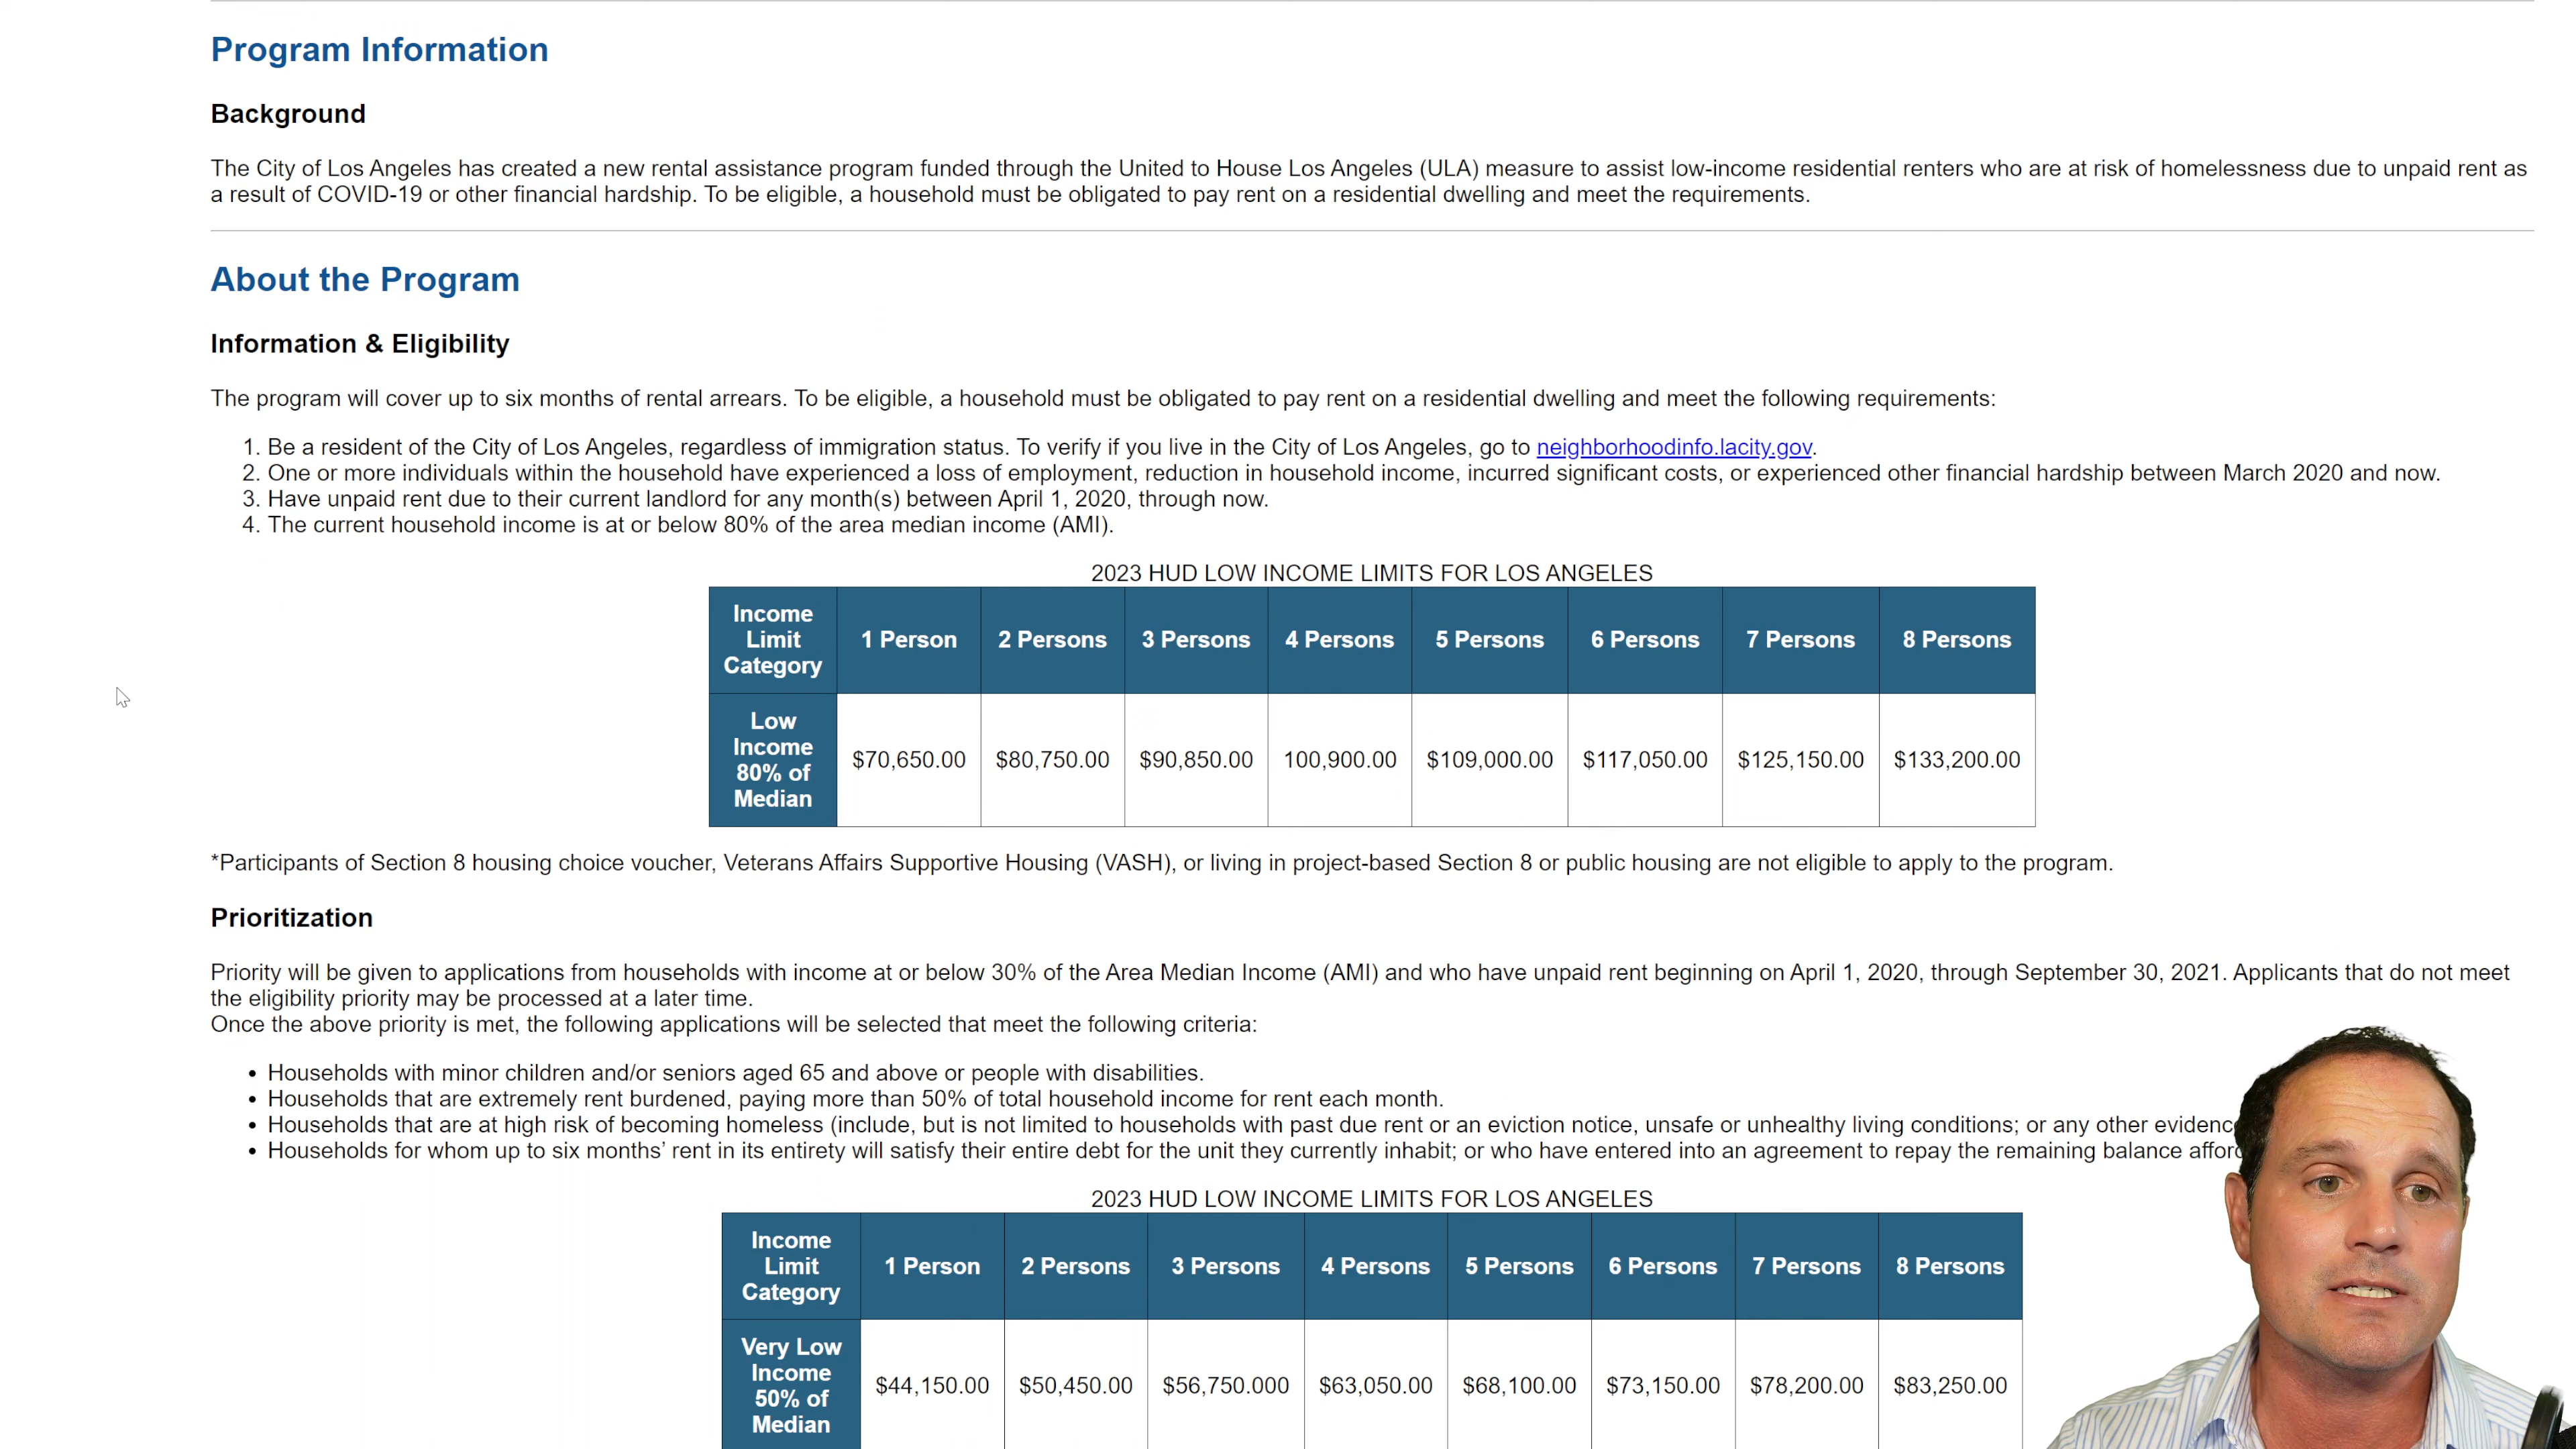 Program Information
Background
The City of Los Angeles has created a new rental assistance program funded through the United to House Los Angeles (ULA) measure to assist low-income residential renters who are at risk of homelessness due to unpaid rent as
a result of COVID-19 or other financial hardship. To be eligible, a household must be obligated to pay rent on a residential dwelling and meet the requirements.
About the Program
Information & Eligibility
The program will cover up to six months of rental arrears. To be eligible, a household must be obligated to pay rent on a residential dwelling and meet the following requirements:
1. Be a resident of the City of Los Angeles, regardless of immigration status. To verify if you live in the City of Los Angeles, go to neighborhoodinfo.lacity.gov.
2. One or more individuals within the household have experienced a loss of employment, reduction in household income, incurred significant costs, or experienced other financial hardship between March 2020 and now.
3. Have unpaid rent due to their current landlord for any month(s) between April 1, 2020, through now.
4. The current household income is at or below 80% of the area median income (AMI).
2023 HUD LOW INCOME LIMITS FOR LOS ANGELES
Income Limit Category 1 Person 2 Persons 3 Persons 4 Persons 5 Persons 6 Persons 7 Persons 8 Persons
Low Income 80% of Median $70,650.00 $80,750.00 $90,850.00 100,900.00 $109,000.00 $117,050.00 $125,150.00 $133,200.00
*Participants of Section 8 housing choice voucher, Veterans Affairs Supportive Housing (VASH), or living in project-based Section 8 or public housing are not eligible to apply to the program.
Prioritization
Priority will be given to applications from households with income at or below 30% of the Area Median Income (AMI) and who have unpaid rent beginning on April 1, 2020, through September 30, 2021. Applicants that do not meet
the eligibility priority may be processed at a later time.
Once the above priority is met, the following applications will be selected that meet the following criteria:
• Households with minor children and/or seniors aged 65 and above or people with disabilities.
• Households that are extremely rent burdened, paying more than 50% of total household income for rent each month.
• Households that are at high risk of becoming homeless (include, but is not limited to households with past due rent or an eviction notice, unsafe or unhealthy living conditions; or any other
• Households for whom up to six months' rent in its entirety will satisfy their entire debt for the unit they currently inhabit; or who have entered into an agreement to repay the remaining balance
2023 HUD LOW INCOME LIMITS FOR LOS ANGELES
Income Limit Category 1 Person 2 Persons 3 Persons 4 Persons 5 Persons 6 Persons 7 Persons 8 Persons
Very Low Income 50% of Median $44,150.00 $50,450.00 $56,750.000 $63,050.00 $68,100.00 $73,150.00 $78,200.00 $83,250.00